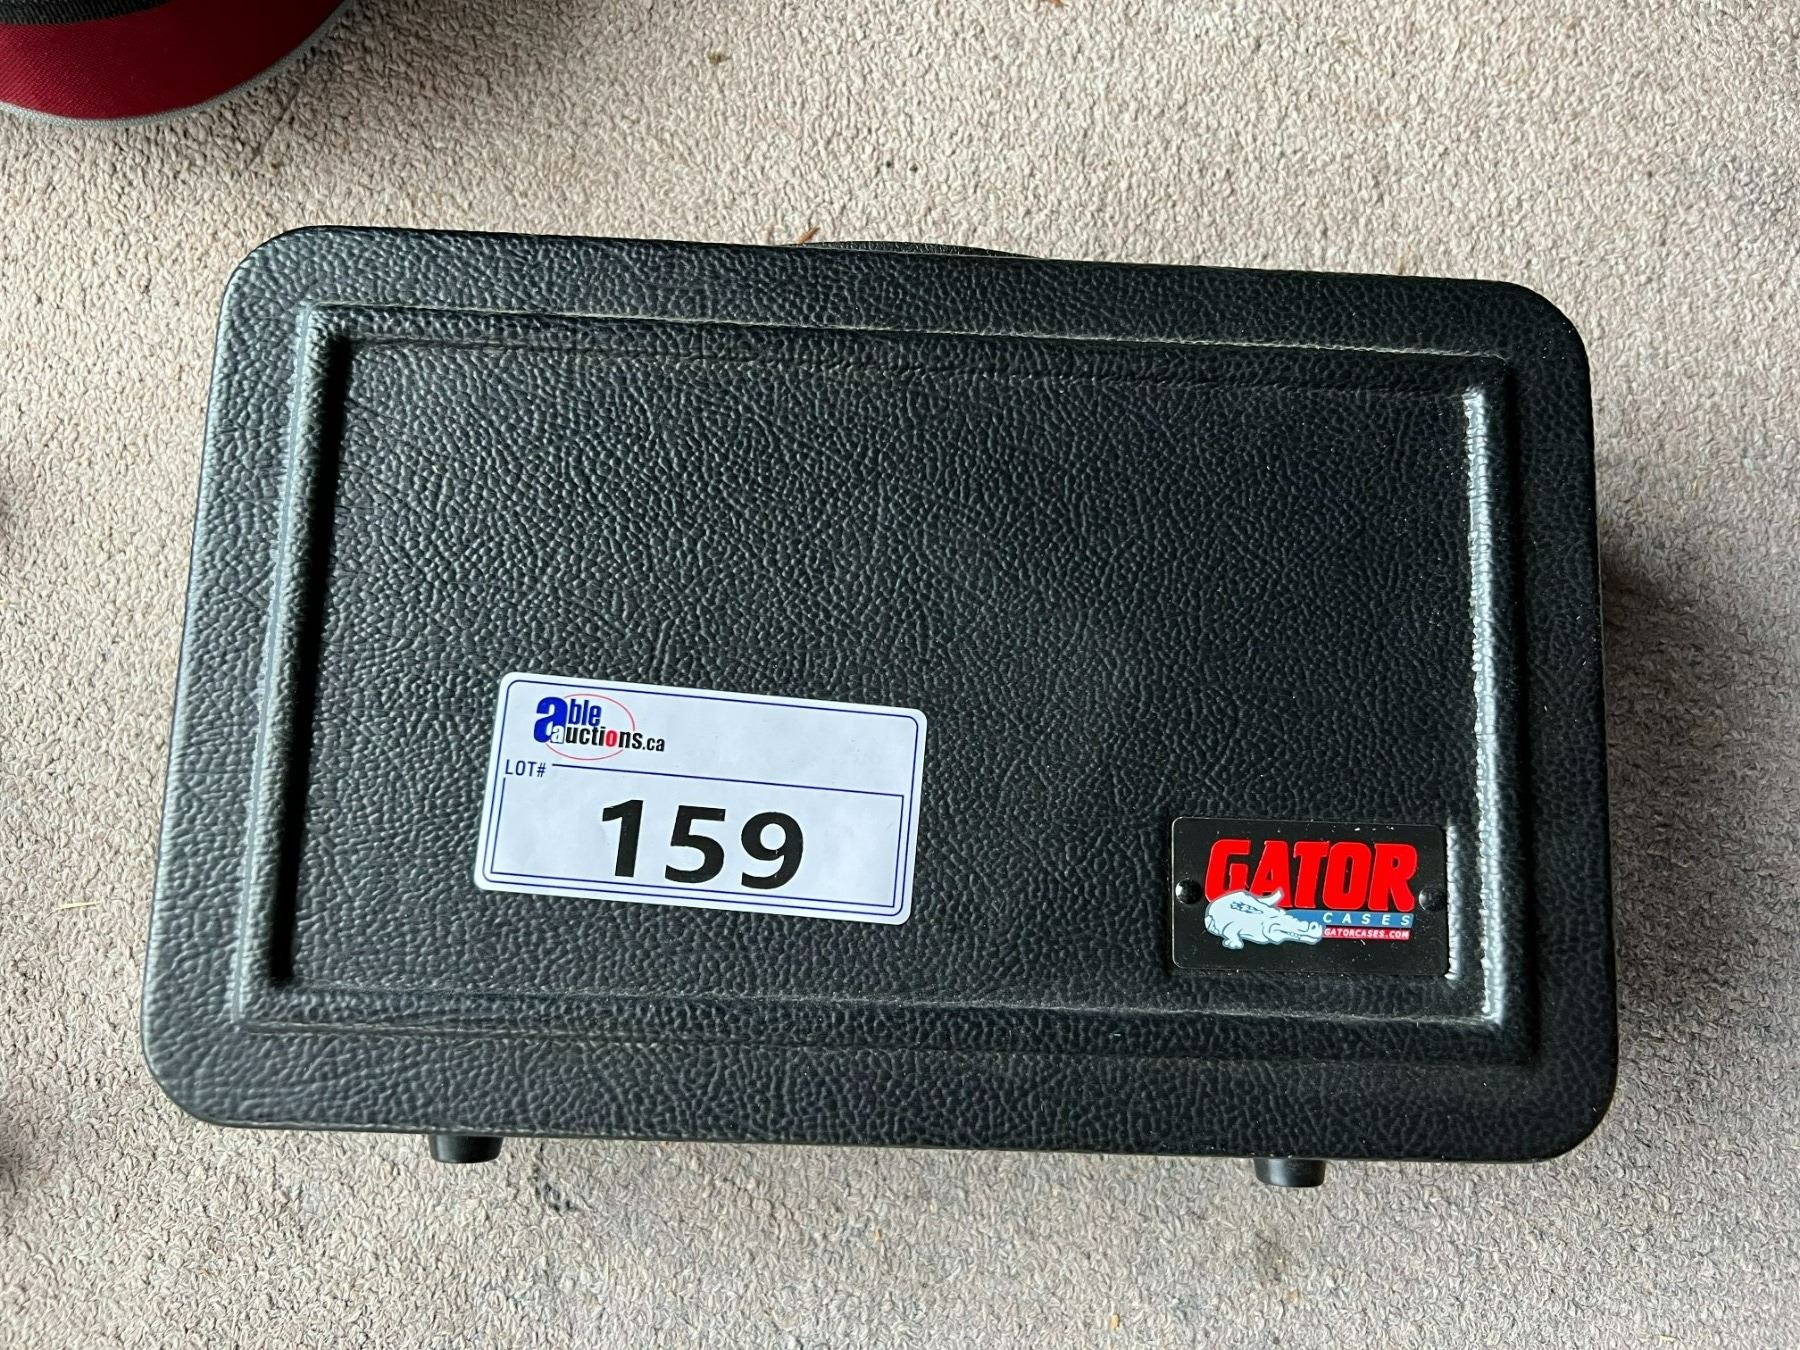 able
auctions.ca
LOT#
159
GATOR
CASES
GATORCASES.COM